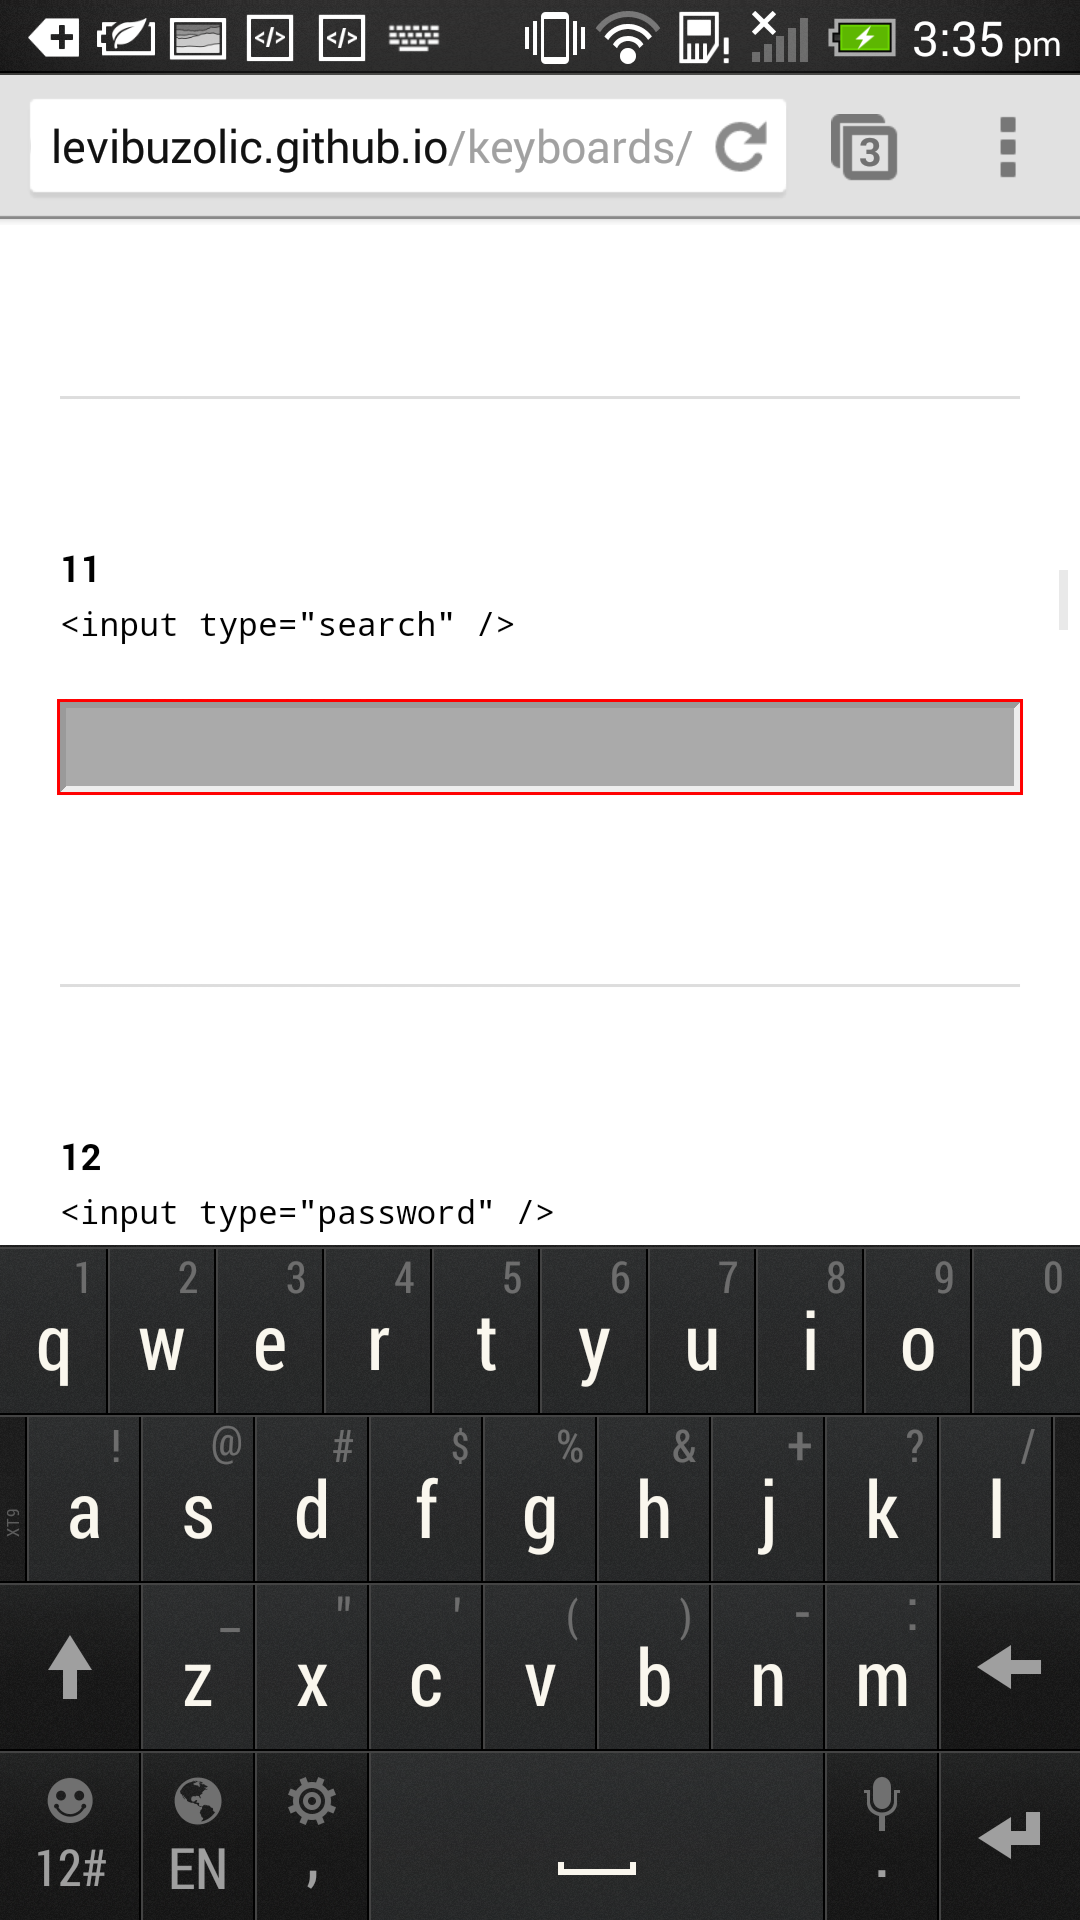 3:35 pm
levibuzolic.github.io/keyboards/
3
11
<input type="search" />
12
<input type="password" />
1 2 3 4 5 6 7 8 9 0
q w e r t y u i o p
! @ # $ % & + ? /
XT9
a s d f g h j k l
_ " ' ( ) - :
z x c v b n m
12# EN , .